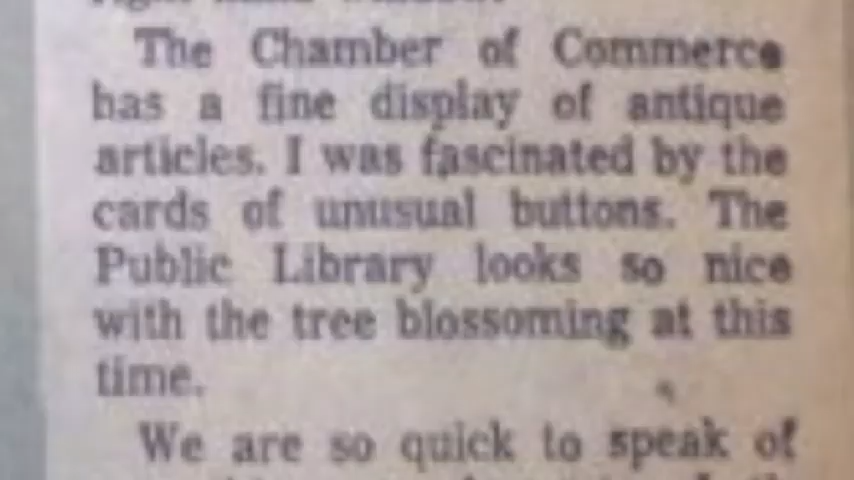 The Chamber of Commerce
has a fine display of antique
articles. I was fascinated by the
cards of unusual buttons. The
Public Library looks so nice
with the tree blossoming at this
time.
We are so quick to speak of